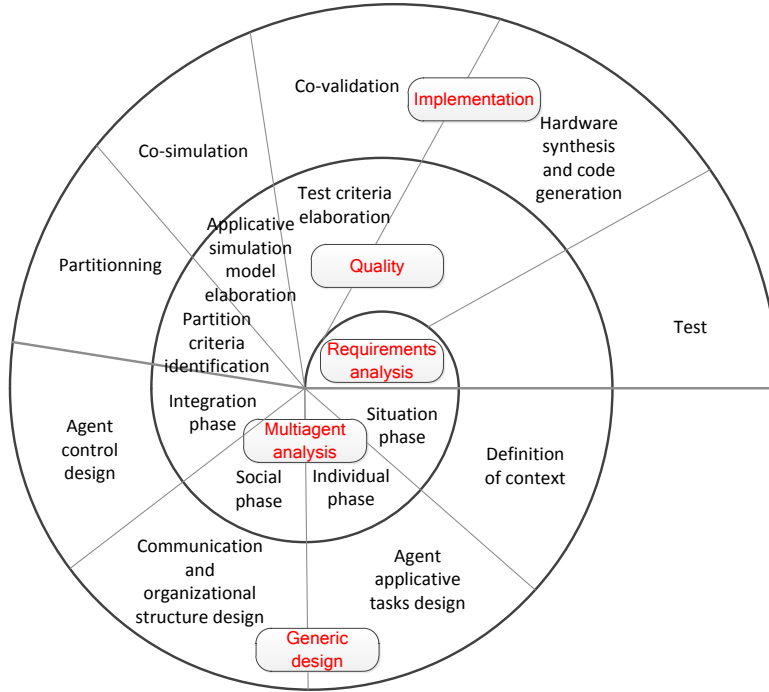 Co-validation
Implementation
Hardware
synthesis
and code
generation
Co-simulation
Test criteria
elaboration
Applicative
simulation
model
elaboration
Quality
Partitionning
Partition
criteria
identification
Requirements
analysis
Test
Integration
phase
Multiagent
analysis
Situation
phase
Agent
control
design
Definition
of context
Social
phase
Individual
phase
Communication
and
organizational
structure design
Agent
applicative
tasks design
Generic
design